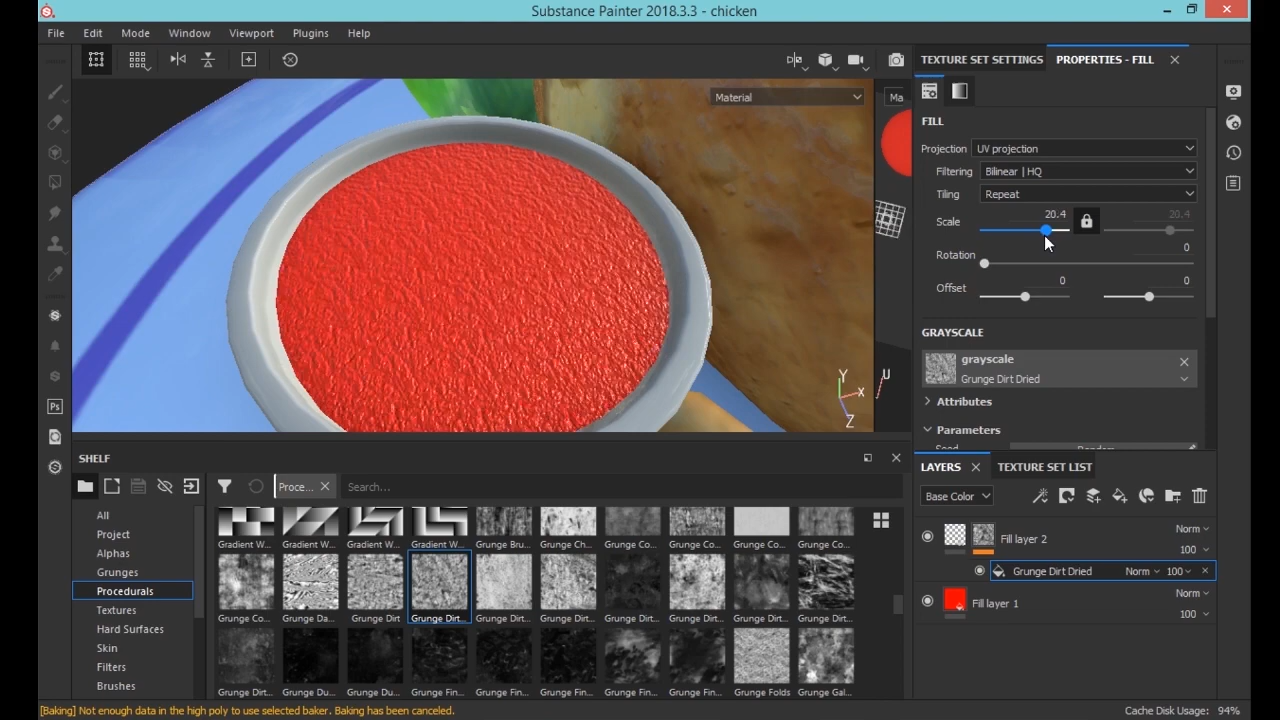 Substance Painter 2018.3.3 - chicken
File Edit Mode Window Viewport Plugins Help
Material
Ma
Y
X
Z
U
TEXTURE SET SETTINGS PROPERTIES - FILL
FILL
Projection UV projection
Filtering Bilinear | HQ
Tiling Repeat
Scale 20.4 20.4
Rotation 0
Offset 0 0
GRAYSCALE
grayscale
Grunge Dirt Dried
Attributes
Parameters
SHELF
Proce... Search...
All
Project
Alphas
Grunges
Procedurals
Textures
Hard Surfaces
Skin
Filters
Brushes
Gradient W... Gradient W... Gradient W... Gradient W... Grunge Bru... Grunge Ch... Grunge Co... Grunge Co... Grunge Co... Grunge Co...
Grunge Co... Grunge Da... Grunge Dirt Grunge Dirt... Grunge Dirt... Grunge Dirt... Grunge Dirt... Grunge Dirt... Grunge Dirt... Grunge Dirt...
Grunge Dirt... Grunge Du... Grunge Du... Grunge Fin... Grunge Fin... Grunge Fin... Grunge Fin... Grunge Fin... Grunge Folds Grunge Gal...
LAYERS TEXTURE SET LIST
Base Color
Fill layer 2 Norm
100
Grunge Dirt Dried Norm 100
Fill layer 1 Norm
100
Ps
[Baking] Not enough data in the high poly to use selected baker. Baking has been canceled.
Cache Disk Usage: 94%